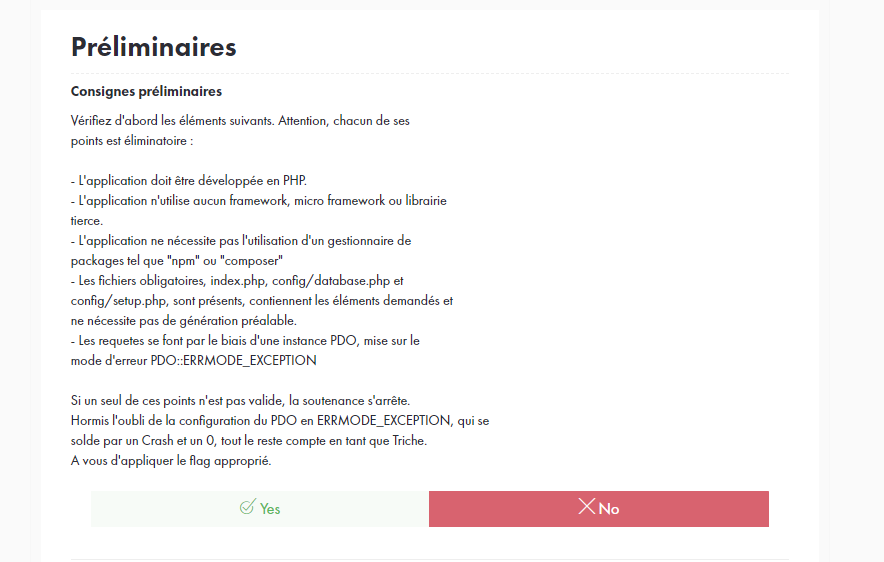 Préliminaires
Consignes préliminaires
Vérifiez d'abord les éléments suivants. Attention, chacun de ses
points est éliminatoire :
- L'application doit être développée en PHP.
- L'application n'utilise aucun framework, micro framework ou librairie
tierce.
- L'application ne nécessite pas l'utilisation d'un gestionnaire de
packages tel que "npm" ou "composer"
- Les fichiers obligatoires, index.php, config/database.php et
config/setup.php, sont présents, contiennent les éléments demandés et
ne nécessite pas de génération préalable.
- Les requetes se font par le biais d'une instance PDO, mise sur le
mode d'erreur PDO::ERRMODE_EXCEPTION
Si un seul de ces points n'est pas valide, la soutenance s'arrête.
Hormis l'oubli de la configuration du PDO en ERRMODE_EXCEPTION, qui se
solde par un Crash et un 0, tout le reste compte en tant que Triche.
A vous d'appliquer le flag approprié.
Yes
No